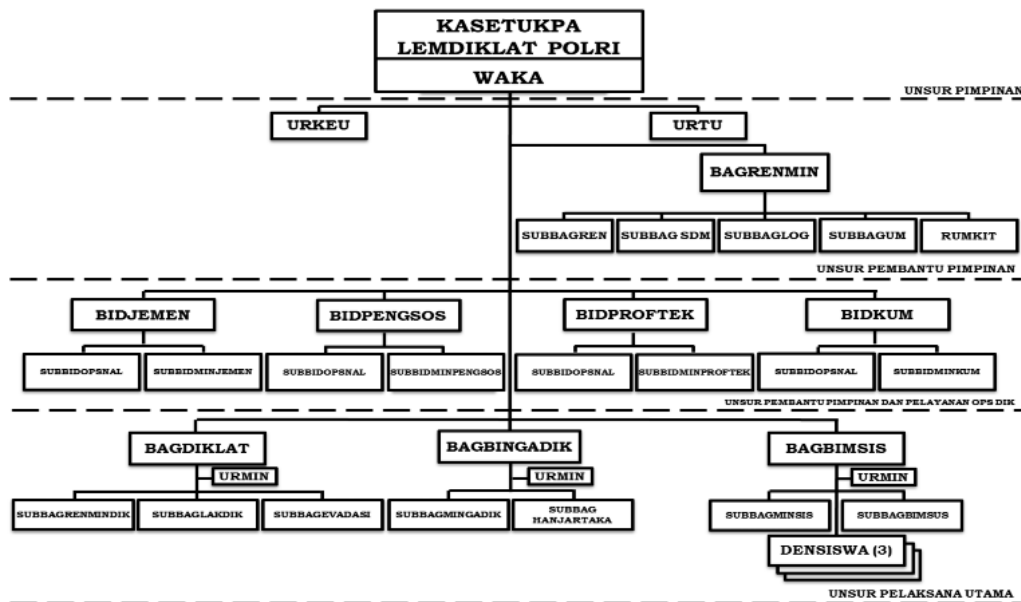 KASETUKPA
LEMDIKLAT POLRI
WAKA
UNSUR PIMPINAN
URKEU
URTU
BAGRENMIN
SUBBAGREN
SUBBAG SDM
SUBBAGLOG
SUBBAGUM
RUMKIT
UNSUR PEMBANTU PIMPINAN
BIDJEMEN
BIDPENGSOS
BIDPROFTEK
BIDKUM
SUBBIDOPSNAL
SUBBIDMINJEMEN
SUBBIDOPSNAL
SUBBIDMINPENGSOS
SUBBIDOPSNAL
SUBBIDMINPROFTEK
SUBBIDOPSNAL
SUBBIDMINKUM
UNSUR PEMBANTU PIMPINAN DAN PELAYANAN OPS DIK
BAGDIKLAT
BAGBINGADIK
BAGBIMSIS
URMIN
URMIN
URMIN
SUBBAGRENMINDIK
SUBBAGLAKDIK
SUBBAGEVADASI
SUBBAGMINGADIK
SUBBAG
HANJARTAKA
SUBBAGMINSIS
SUBBAGBIMSUS
DENSISWA (3)
UNSUR PELAKSANA UTAMA